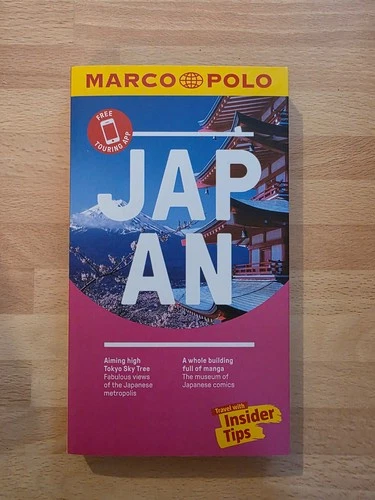 MARCO POLO
FREE
TOURING APP
JAP
AN
Aiming high
Tokyo Sky Tree
Fabulous views
of the Japanese
metropolis
A whole building
full of manga
The museum of
Japanese comics
Travel with
Insider
Tips